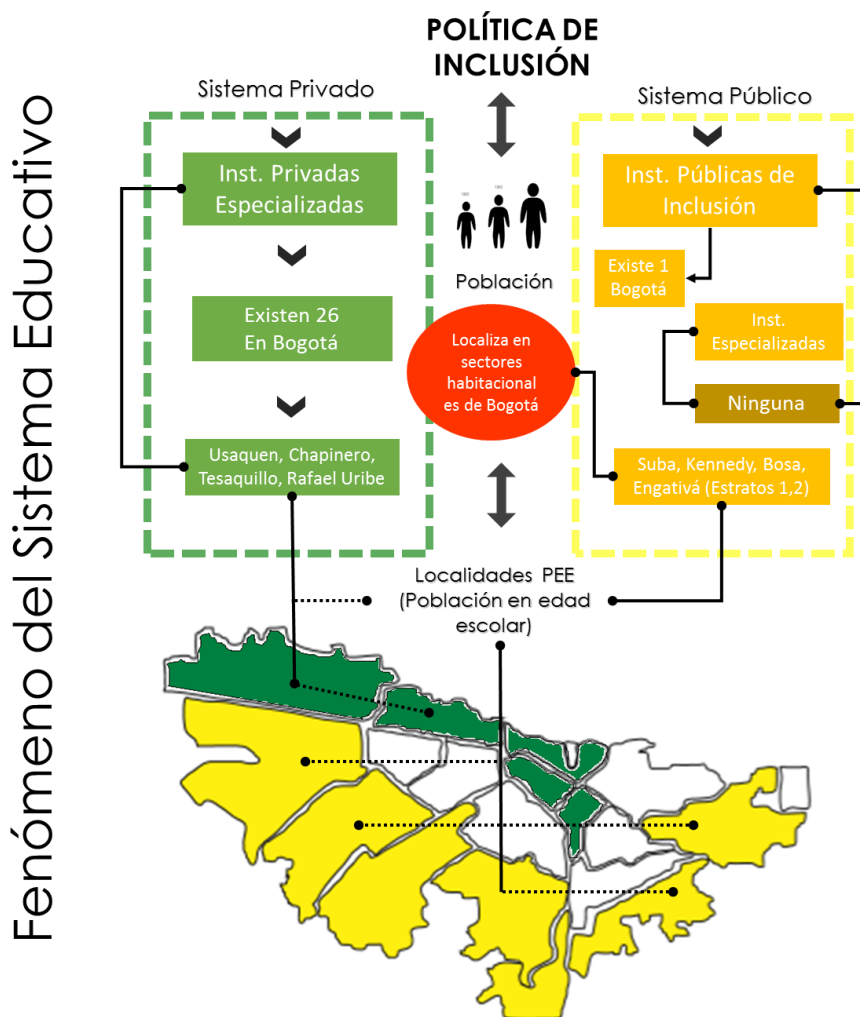 Fenómeno del Sistema Educativo
POLÍTICA DE
INCLUSIÓN
Sistema Privado
Inst. Privadas
Especializadas
Existen 26
En Bogotá
Usaquen, Chapinero,
Tesaquillo, Rafael Uribe
Población
Localiza en
sectores
habitacional
es de Bogotá
Sistema Público
Inst. Públicas de
Inclusión
Existe 1
Bogotá
Inst.
Especializadas
Ninguna
Suba, Kennedy, Bosa,
Engativá (Estratos 1,2)
Localidades PEE
(Población en edad
escolar)